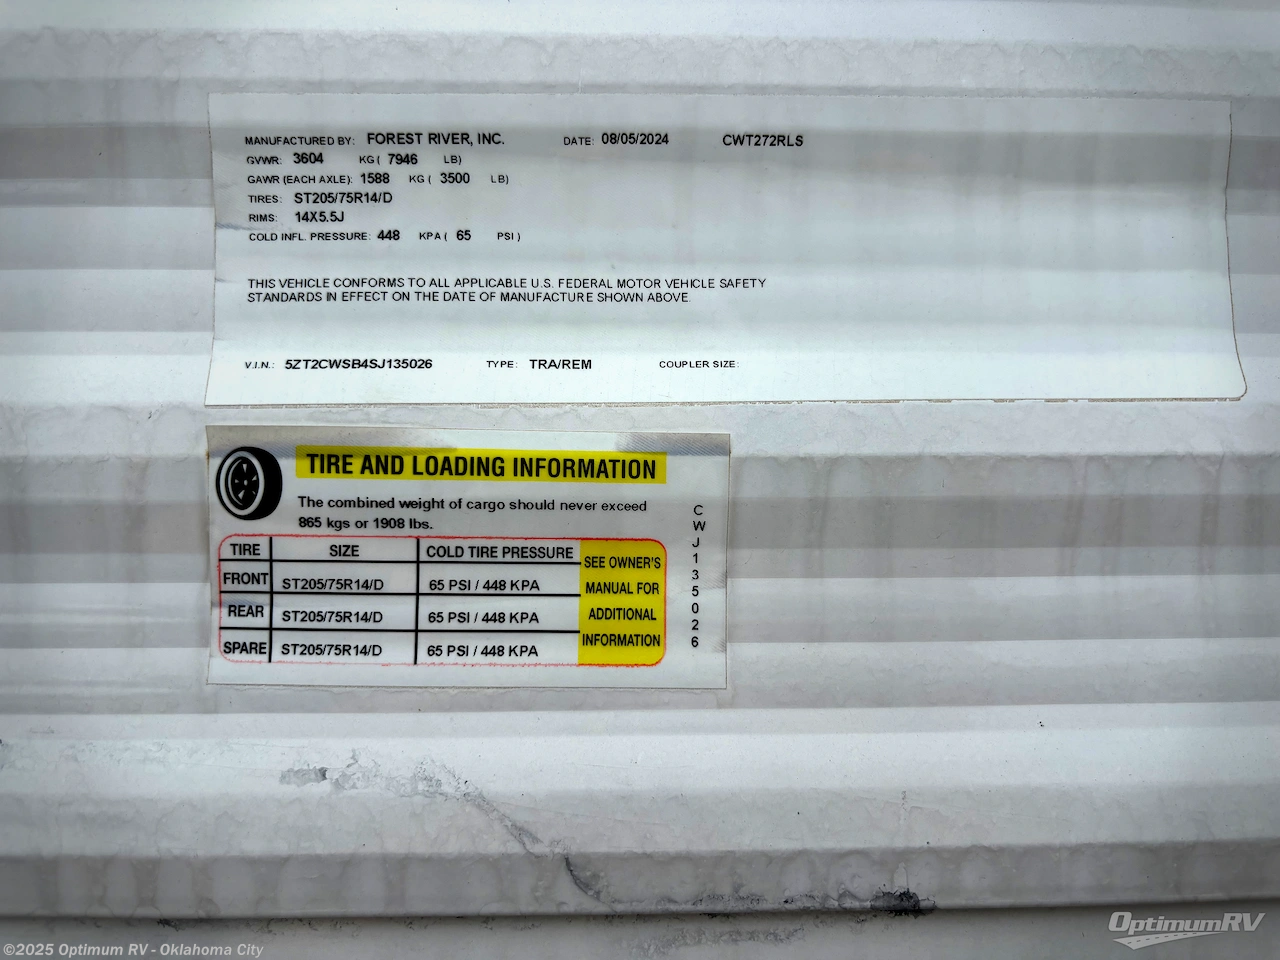 MANUFACTURED BY: FOREST RIVER, INC. DATE: 08/05/2024 CWT272RLS
GVWR: 3604 KG( 7946 LB)
GAWR (EACH AXLE): 1588 KG( 3500 LB)
TIRES: ST205/75R14/D
RIMS: 14X5.5J
COLD INFL. PRESSURE: 448 KPA( 65 PSI)
THIS VEHICLE CONFORMS TO ALL APPLICABLE U.S. FEDERAL MOTOR VEHICLE SAFETY
STANDARDS IN EFFECT ON THE DATE OF MANUFACTURE SHOWN ABOVE.
V.I.N.: 5ZT2CWSB4SJ135026 TYPE: TRA/REM COUPLER SIZE:
TIRE AND LOADING INFORMATION
The combined weight of cargo should never exceed
865 kgs or 1908 lbs.
TIRE SIZE COLD TIRE PRESSURE
FRONT ST205/75R14/D 65 PSI / 448 KPA
REAR ST205/75R14/D 65 PSI / 448 KPA
SPARE ST205/75R14/D 65 PSI / 448 KPA
SEE OWNER'S
MANUAL FOR
ADDITIONAL
INFORMATION
CWJ135026
©2025 Optimum RV - Oklahoma City
OptimumRV